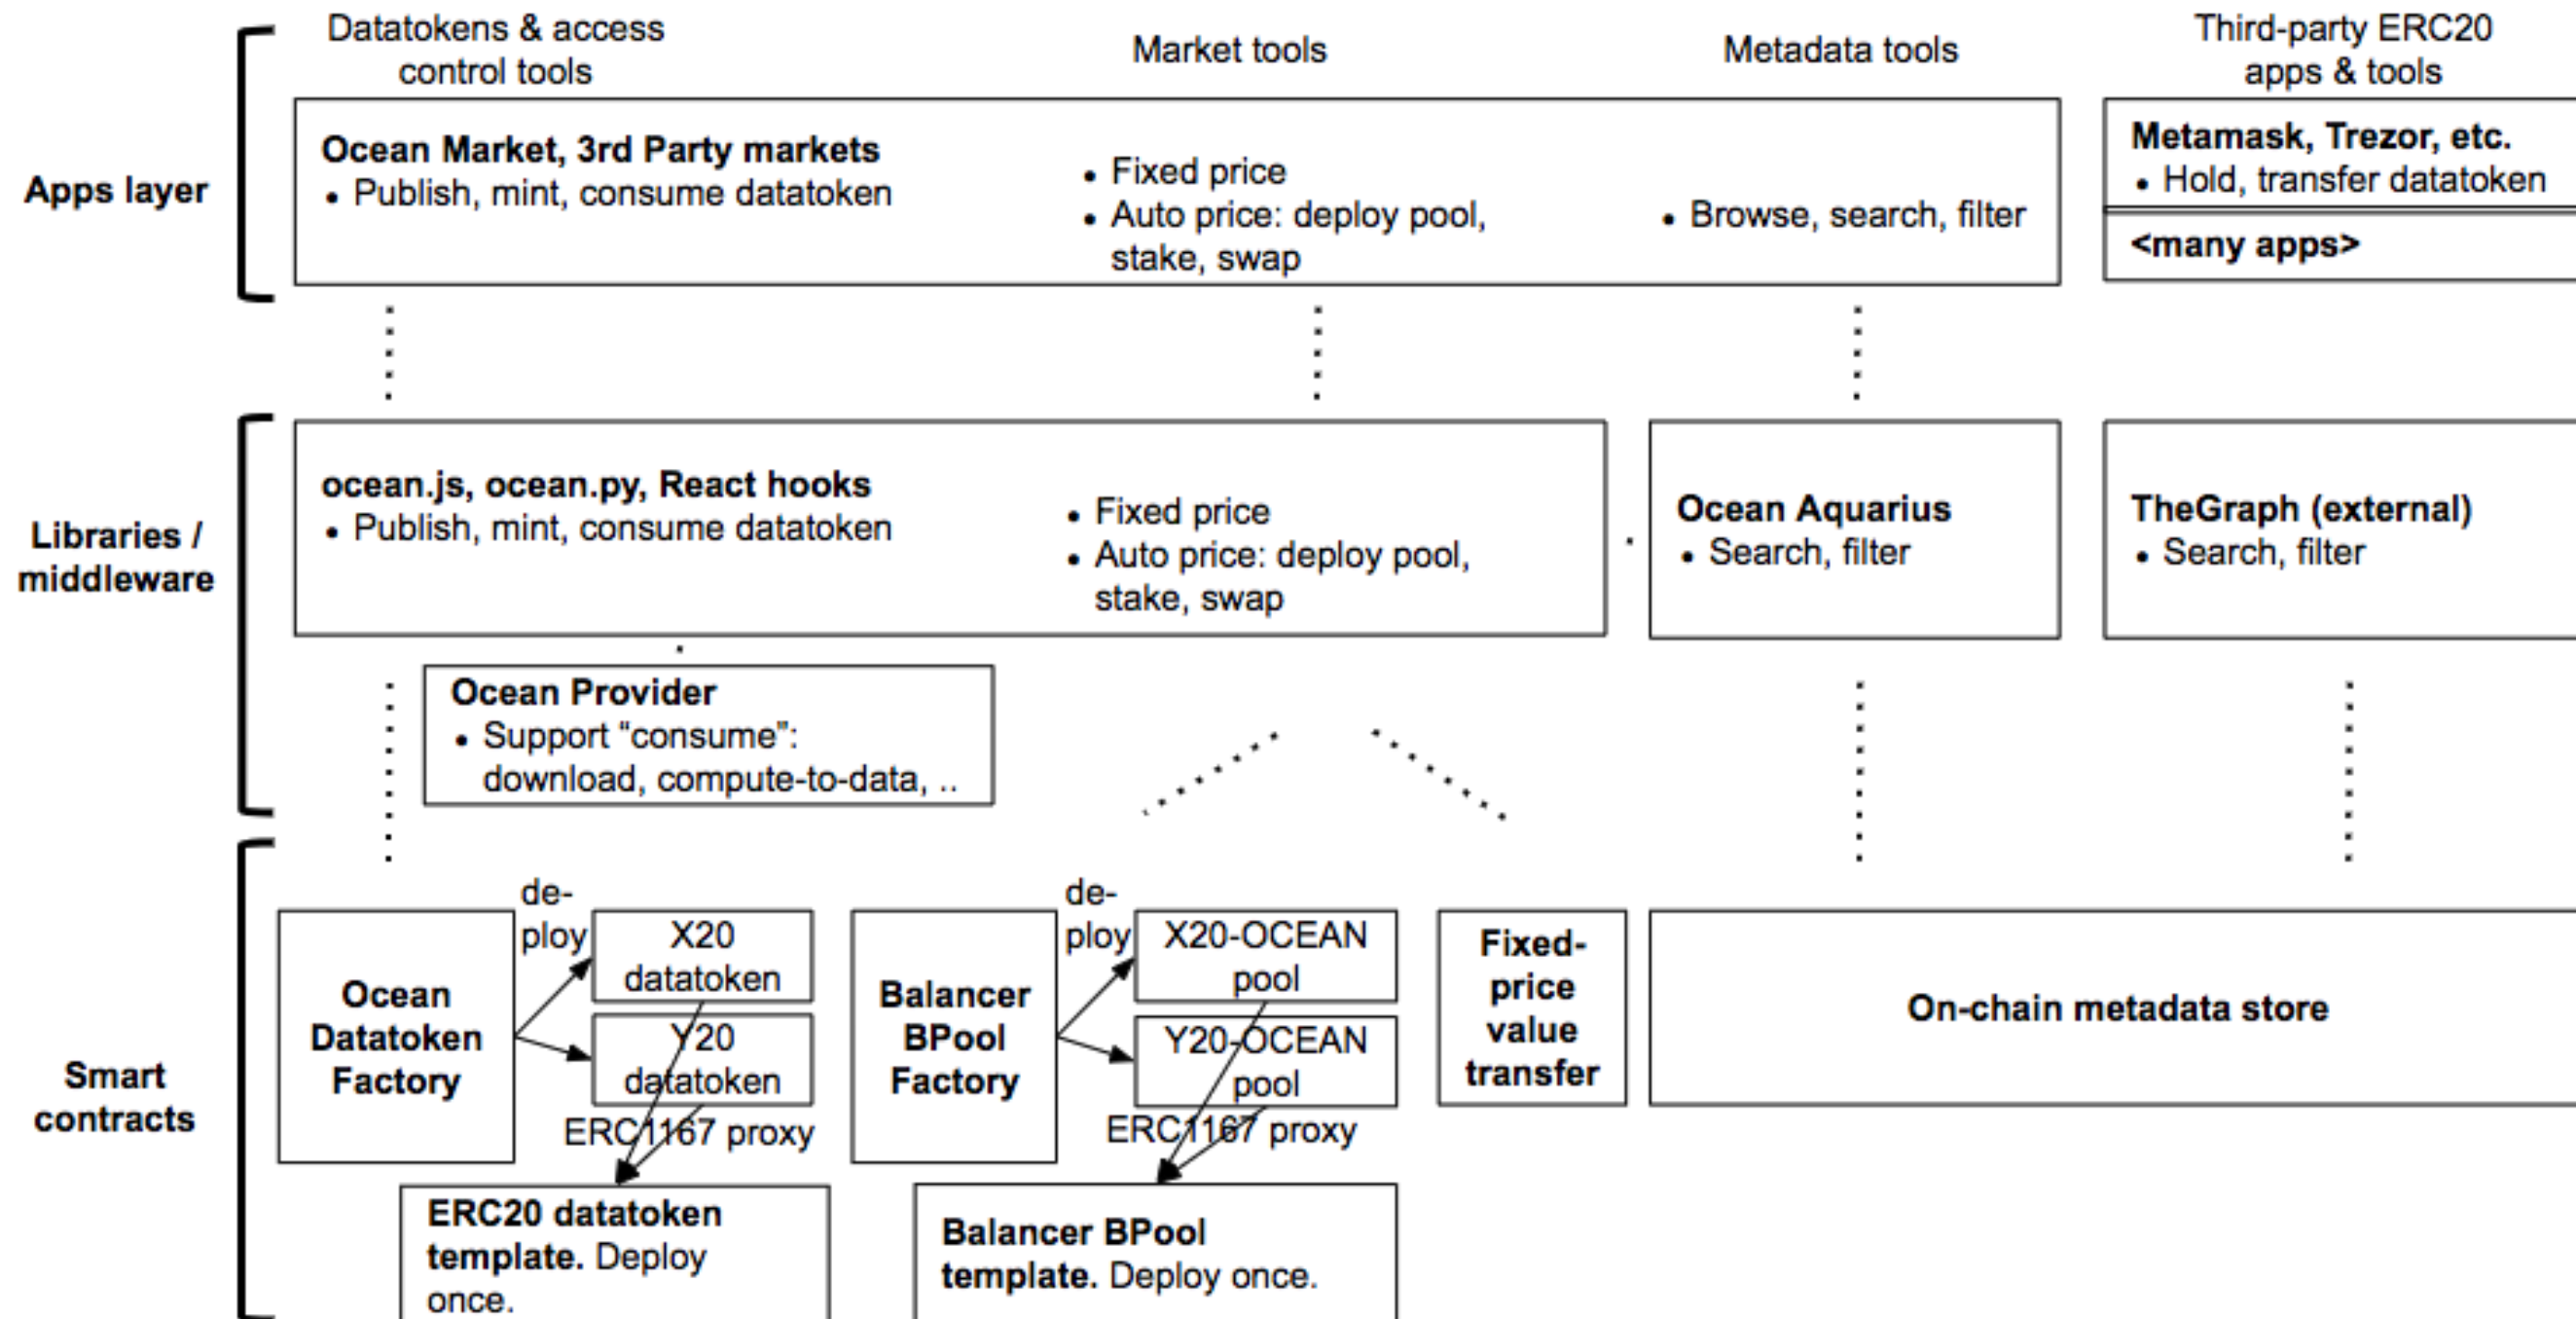 Datatokens & access
control tools
Market tools
Metadata tools
Third-party ERC20
apps & tools
Apps layer
Ocean Market, 3rd Party markets
• Publish, mint, consume datatoken
• Fixed price
• Auto price: deploy pool,
stake, swap
• Browse, search, filter
Metamask, Trezor, etc.
• Hold, transfer datatoken
<many apps>
Libraries /
middleware
ocean.js, ocean.py, React hooks
• Publish, mint, consume datatoken
• Fixed price
• Auto price: deploy pool,
stake, swap
Ocean Aquarius
• Search, filter
TheGraph (external)
• Search, filter
Ocean Provider
• Support “consume”:
download, compute-to-data, ..
Smart
contracts
Ocean
Datatoken
Factory
de-
ploy
X20
datatoken
Y20
datatoken
ERC1167 proxy
ERC20 datatoken
template. Deploy
once.
Balancer
BPool
Factory
de-
ploy
X20-OCEAN
pool
Y20-OCEAN
pool
ERC1167 proxy
Balancer BPool
template. Deploy once.
Fixed-
price
value
transfer
On-chain metadata store